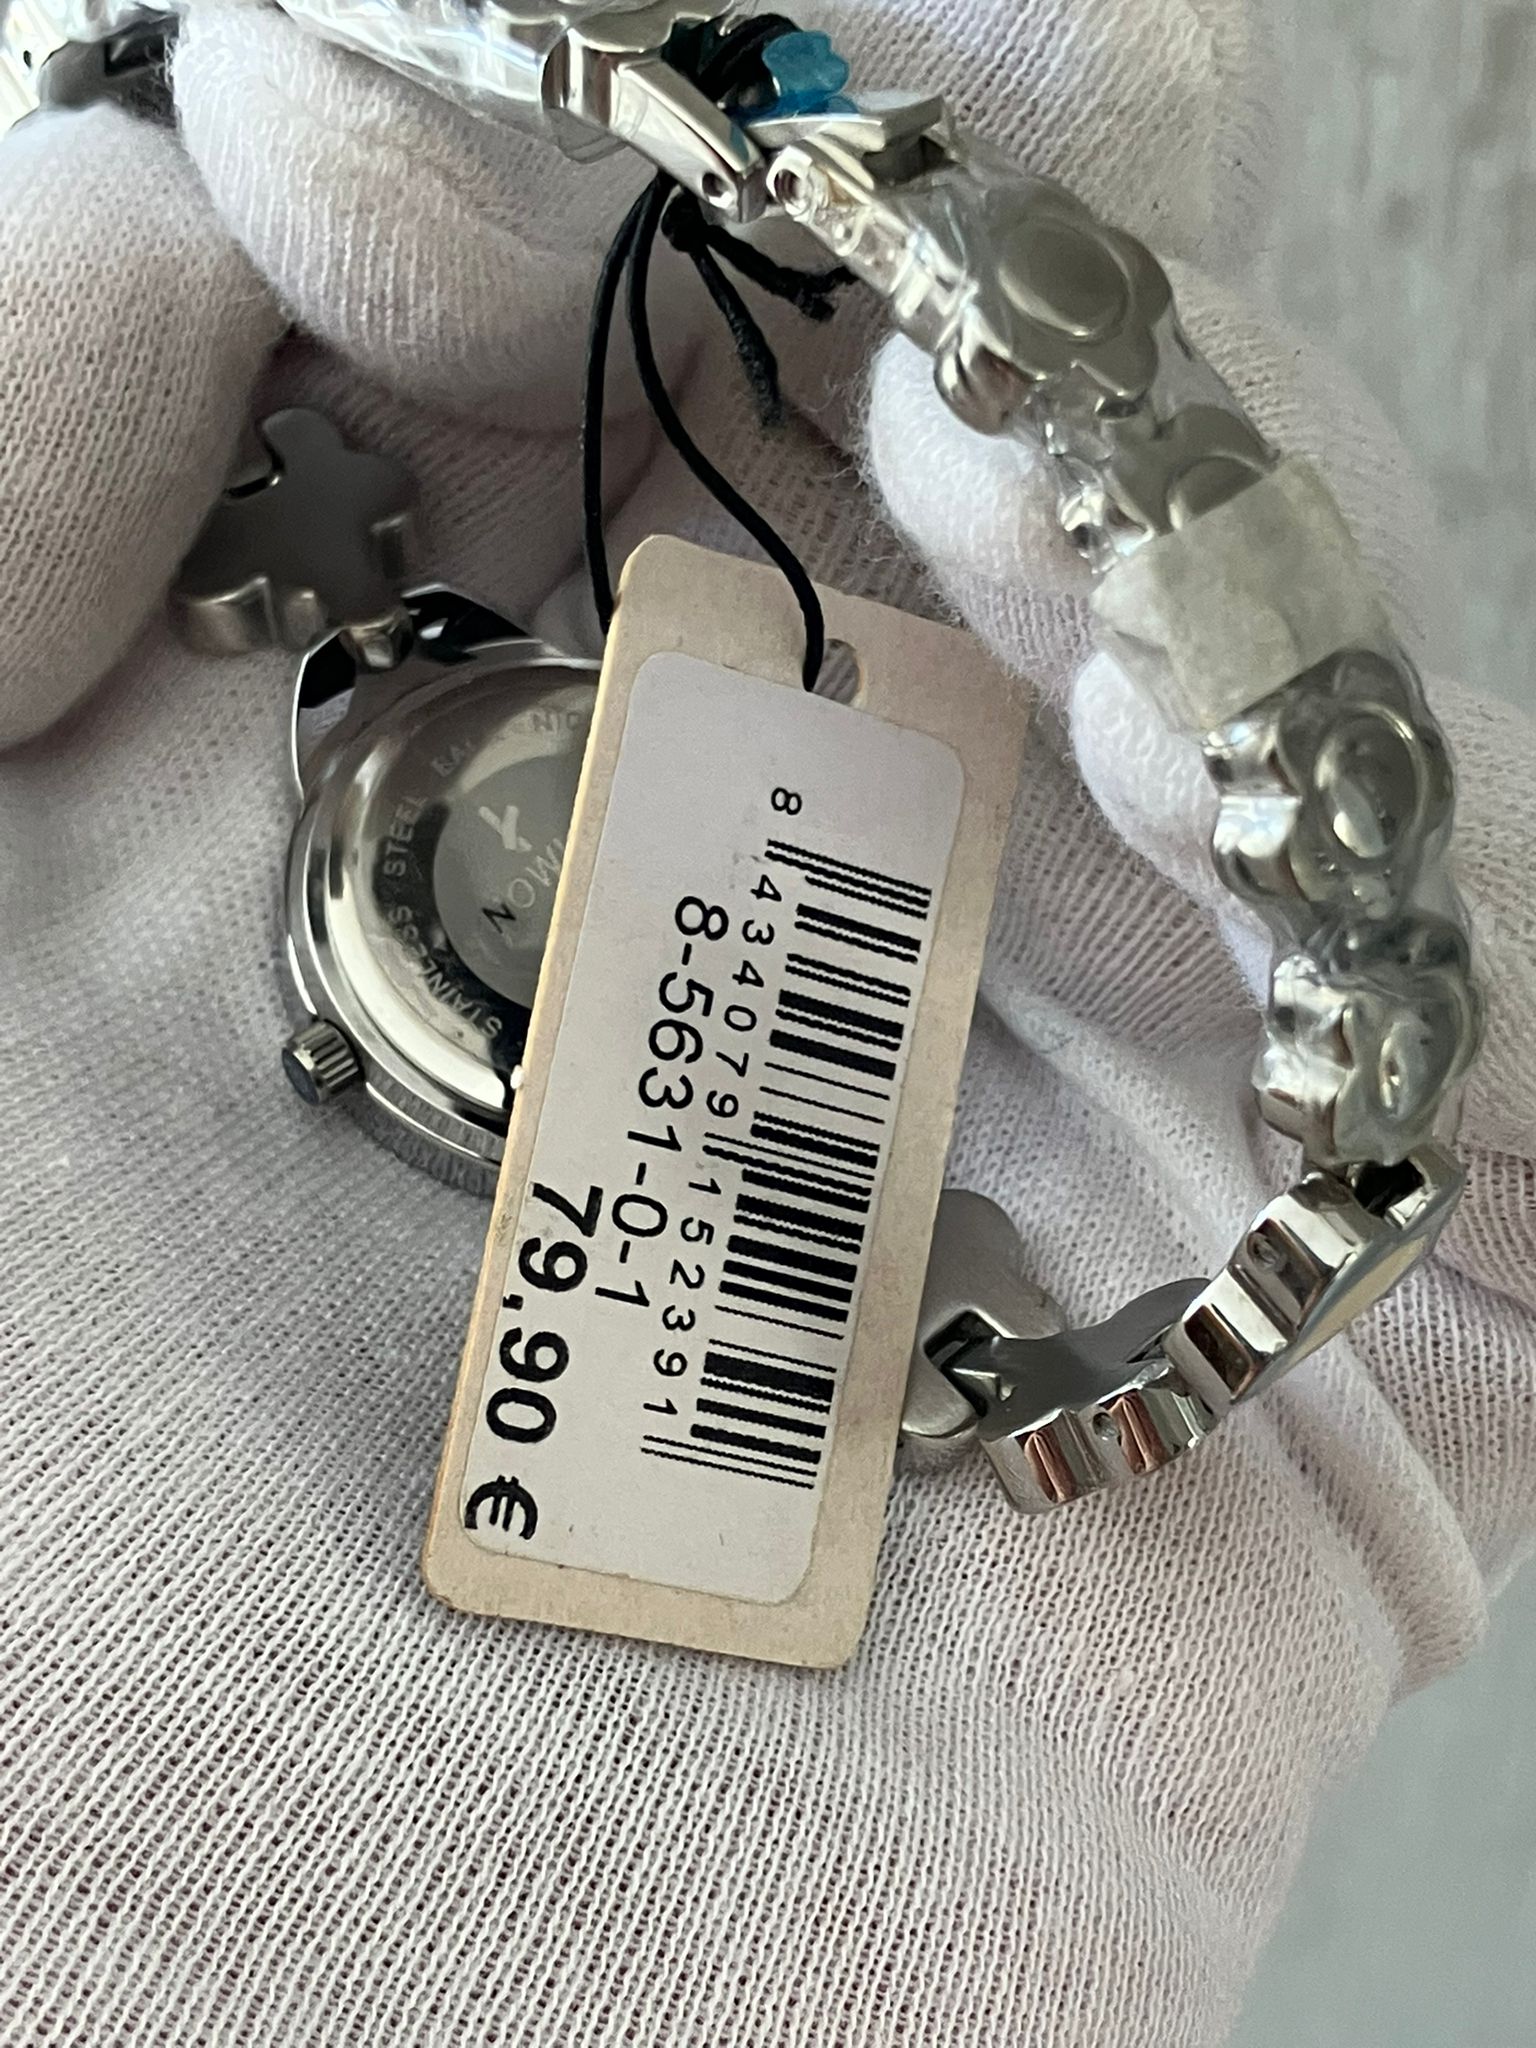 8 434079 152391
8-5631-0-1
79,90 €
STAINLESS STEEL